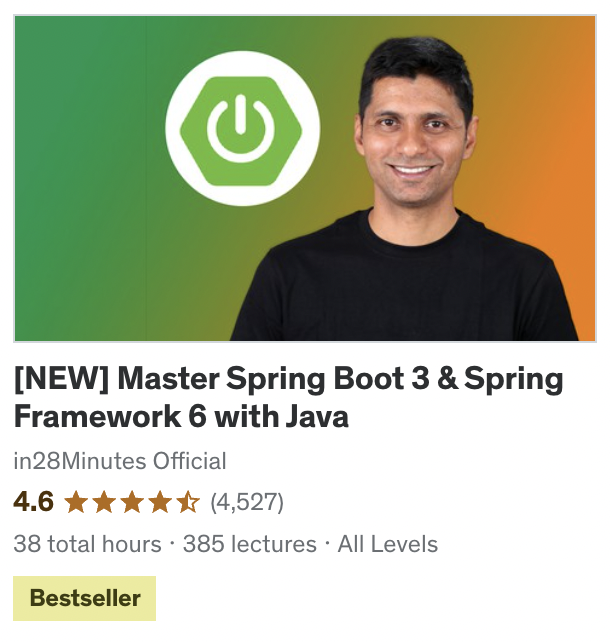 [NEW] Master Spring Boot 3 & Spring
Framework 6 with Java
in28Minutes Official
4.6 (4,527)
38 total hours · 385 lectures · All Levels
Bestseller